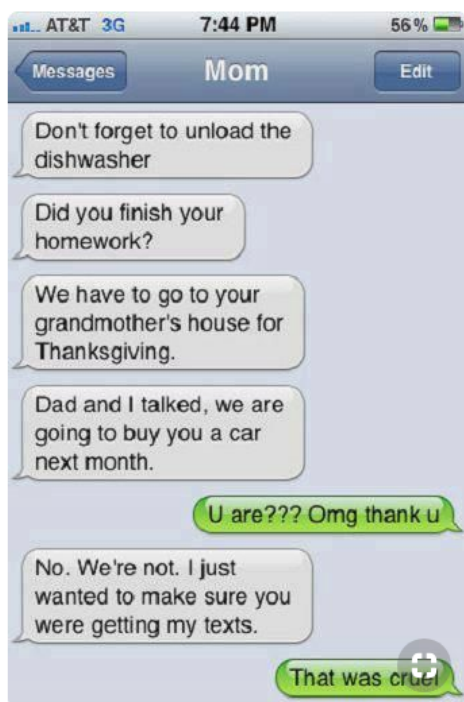 AT&T 3G 7:44 PM 56%
Messages Mom Edit
Don't forget to unload the
dishwasher
Did you finish your
homework?
We have to go to your
grandmother's house for
Thanksgiving.
Dad and I talked, we are
going to buy you a car
next month.
U are??? Omg thank u
No. We're not. I just
wanted to make sure you
were getting my texts.
That was cruel